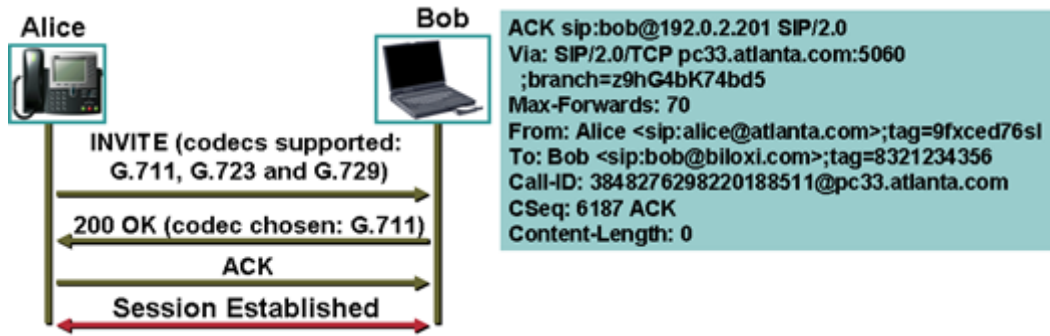 Alice
Bob
INVITE (codecs supported:
G.711, G.723 and G.729)
200 OK (codec chosen: G.711)
ACK
Session Established
ACK sip:bob@192.0.2.201 SIP/2.0
Via: SIP/2.0/TCP pc33.atlanta.com:5060
;branch=z9hG4bK74bd5
Max-Forwards: 70
From: Alice <sip:alice@atlanta.com>;tag=9fxced76sl
To: Bob <sip:bob@biloxi.com>;tag=8321234356
Call-ID: 3848276298220188511@pc33.atlanta.com
CSeq: 6187 ACK
Content-Length: 0